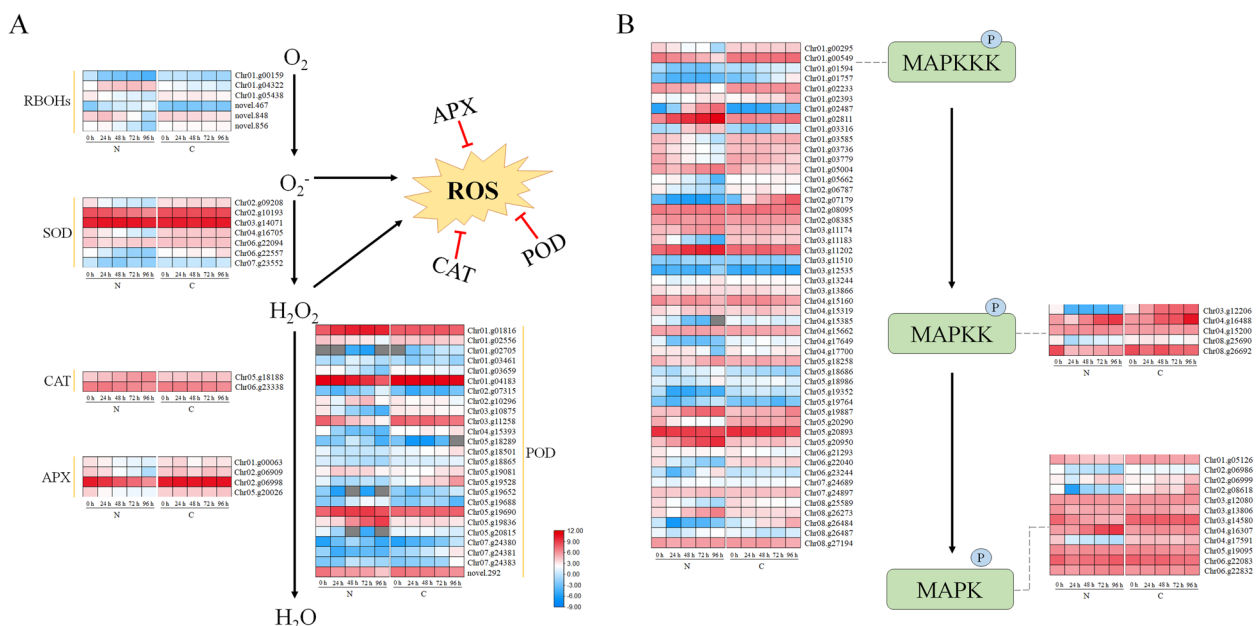 A
B
O2
RBOHs
Chr01.g00159
Chr01.g04322
Chr01.g05438
novel.467
novel.848
novel.856
0 h 24 h 48 h 72 h 96 h 0 h 24 h 48 h 72 h 96 h
N C
APX
ROS
CAT
POD
O2-
SOD
Chr02.g09208
Chr02.g10193
Chr03.g14071
Chr04.g16705
Chr06.g22094
Chr06.g22557
Chr07.g23552
0 h 24 h 48 h 72 h 96 h 0 h 24 h 48 h 72 h 96 h
N C
H2O2
CAT
Chr05.g18188
Chr06.g23338
0 h 24 h 48 h 72 h 96 h 0 h 24 h 48 h 72 h 96 h
N C
APX
Chr01.g00063
Chr02.g06909
Chr02.g06998
Chr05.g20026
0 h 24 h 48 h 72 h 96 h 0 h 24 h 48 h 72 h 96 h
N C
Chr01.g01816
Chr01.g02556
Chr01.g02705
Chr01.g03461
Chr01.g03659
Chr01.g04183
Chr02.g07315
Chr02.g10296
Chr03.g10875
Chr03.g11258
Chr04.g15393
Chr05.g18289
Chr05.g18501
Chr05.g18865
Chr05.g19081
Chr05.g19528
Chr05.g19652
Chr05.g19688
Chr05.g19690
Chr05.g19836
Chr05.g20815
Chr07.g24380
Chr07.g24381
Chr07.g24383
novel.292
POD
0 h 24 h 48 h 72 h 96 h 0 h 24 h 48 h 72 h 96 h
N C
H2O
12.00
9.00
6.00
3.00
0.00
-3.00
-6.00
-9.00
Chr01.g00295
Chr01.g00549
Chr01.g01594
Chr01.g01757
Chr01.g02233
Chr01.g02393
Chr01.g02487
Chr01.g02811
Chr01.g03316
Chr01.g03585
Chr01.g03736
Chr01.g03779
Chr01.g05004
Chr01.g05662
Chr02.g06787
Chr02.g07179
Chr02.g08095
Chr02.g08385
Chr03.g11174
Chr03.g11183
Chr03.g11202
Chr03.g11510
Chr03.g12535
Chr03.g13244
Chr03.g13866
Chr04.g15160
Chr04.g15319
Chr04.g15385
Chr04.g15662
Chr04.g17649
Chr04.g17700
Chr05.g18258
Chr05.g18686
Chr05.g18986
Chr05.g19352
Chr05.g19764
Chr05.g19887
Chr05.g20290
Chr05.g20893
Chr05.g20950
Chr06.g21293
Chr06.g22040
Chr06.g23244
Chr07.g24689
Chr07.g24897
Chr08.g25589
Chr08.g26273
Chr08.g26484
Chr08.g26487
Chr08.g27194
0 h 24 h 48 h 72 h 96 h 0 h 24 h 48 h 72 h 96 h
N C
P
MAPKKK
P
MAPKK
Chr03.g12206
Chr04.g16488
Chr04.g15200
Chr08.g25690
Chr08.g26692
0 h 24 h 48 h 72 h 96 h 0 h 24 h 48 h 72 h 96 h
N C
P
MAPK
Chr01.g05126
Chr02.g06986
Chr02.g06999
Chr02.g08618
Chr03.g12080
Chr03.g13806
Chr03.g14580
Chr04.g16307
Chr04.g17591
Chr05.g19095
Chr06.g22083
Chr06.g22832
0 h 24 h 48 h 72 h 96 h 0 h 24 h 48 h 72 h 96 h
N C